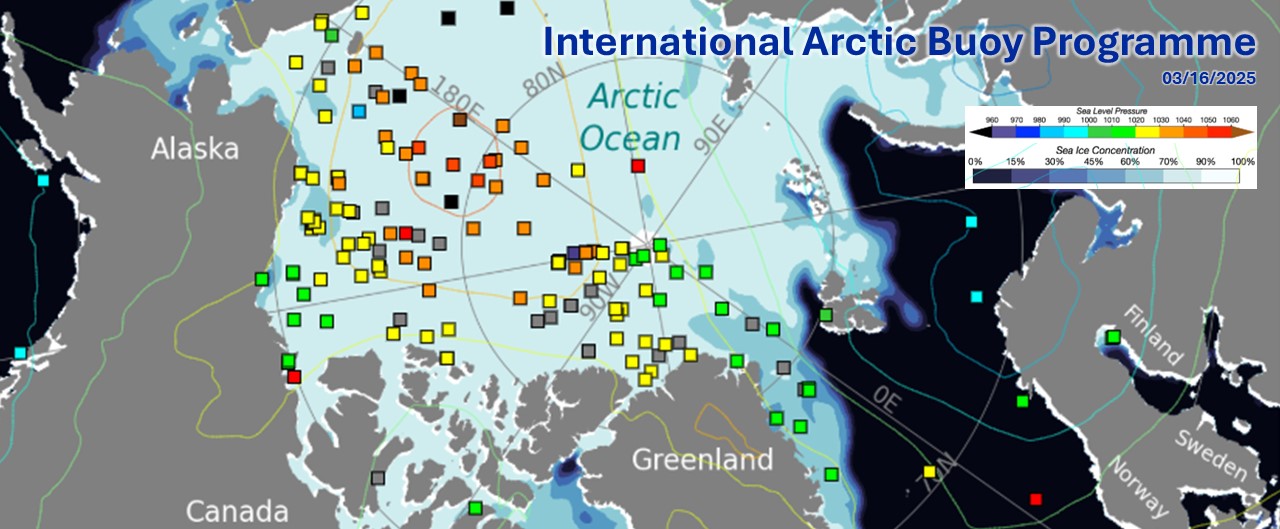 International Arctic Buoy Programme
03/16/2025
Sea Level Pressure
960 970 980 990 1000 1010 1020 1030 1040 1050 1060
Sea Ice Concentration
0% 15% 30% 45% 60% 70% 90% 100%
180E
80N
Arctic
Ocean
90E
Alaska
90W
Finland
0E
Sweden
Greenland
Norway
Canada